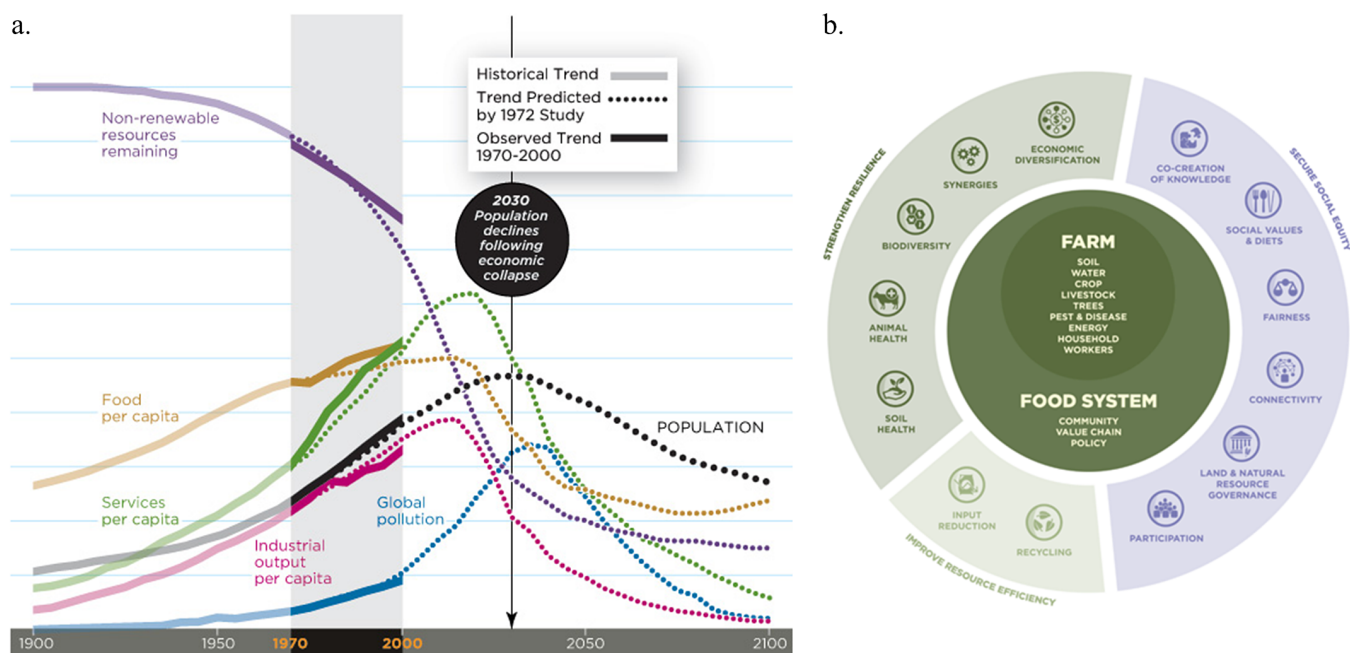 a.
Historical Trend
Trend Predicted
by 1972 Study
Observed Trend
1970-2000
Non-renewable
resources
remaining
2030
Population
declines
following
economic
collapse
Food
per capita
POPULATION
Services
per capita
Global
pollution
Industrial
output
per capita
1900
1950
1970
2000
2050
2100
b.
STRENGTHEN RESILIENCE
ECONOMIC
DIVERSIFICATION
SYNERGIES
BIODIVERSITY
ANIMAL
HEALTH
SOIL
HEALTH
SECURE SOCIAL EQUITY
CO-CREATION
OF KNOWLEDGE
SOCIAL VALUES
& DIETS
FAIRNESS
CONNECTIVITY
LAND & NATURAL
RESOURCE
GOVERNANCE
PARTICIPATION
FARM
SOIL
WATER
CROP
LIVESTOCK
TREES
PEST & DISEASE
ENERGY
HOUSEHOLD
WORKERS
FOOD SYSTEM
COMMUNITY
VALUE CHAIN
POLICY
INPUT
REDUCTION
RECYCLING
IMPROVE RESOURCE EFFICIENCY